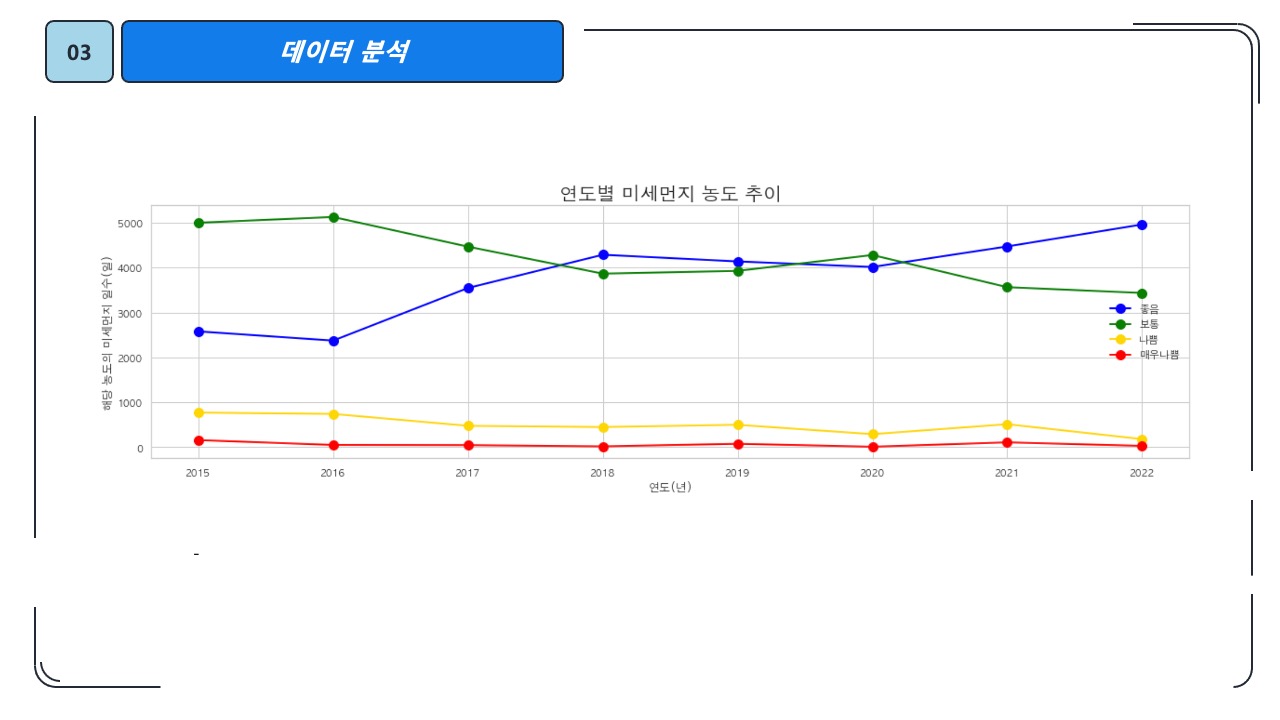 03
데이터 분석
연도별 미세먼지 농도 추이
해당 농도의 미세먼지 일수(일)
5000
4000
3000
2000
1000
0
좋음
보통
나쁨
매우나쁨
2015 2016 2017 2018 2019 2020 2021 2022
연도(년)
-